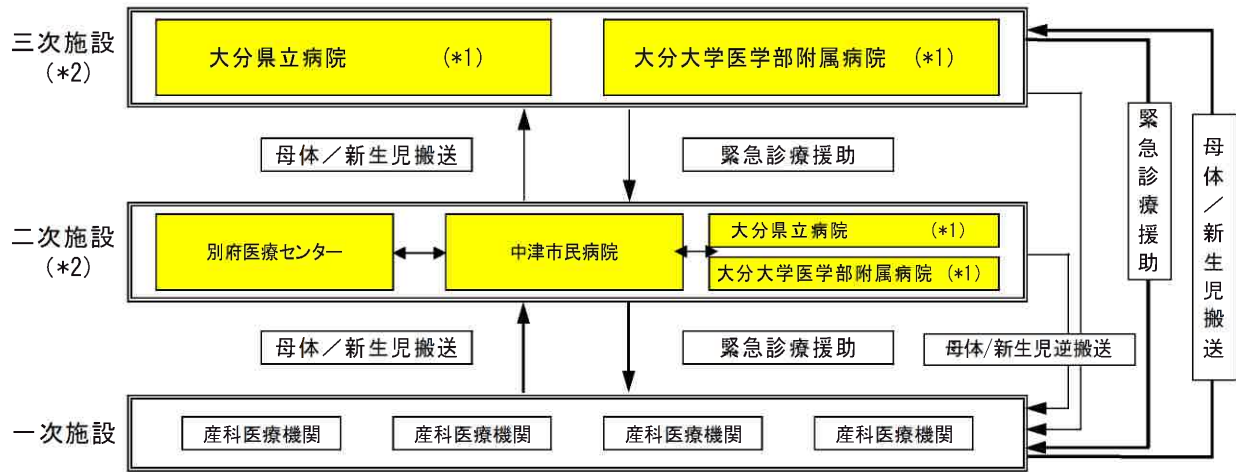 三次施設
(*2)
大分県立病院 (*1)
大分大学医学部附属病院 (*1)
母体／新生児搬送
緊急診療援助
二次施設
(*2)
別府医療センター
中津市民病院
大分県立病院 (*1)
大分大学医学部附属病院 (*1)
母体／新生児搬送
緊急診療援助
母体/新生児逆搬送
緊急診療援助
母体／新生児搬送
一次施設
産科医療機関
産科医療機関
産科医療機関
産科医療機関